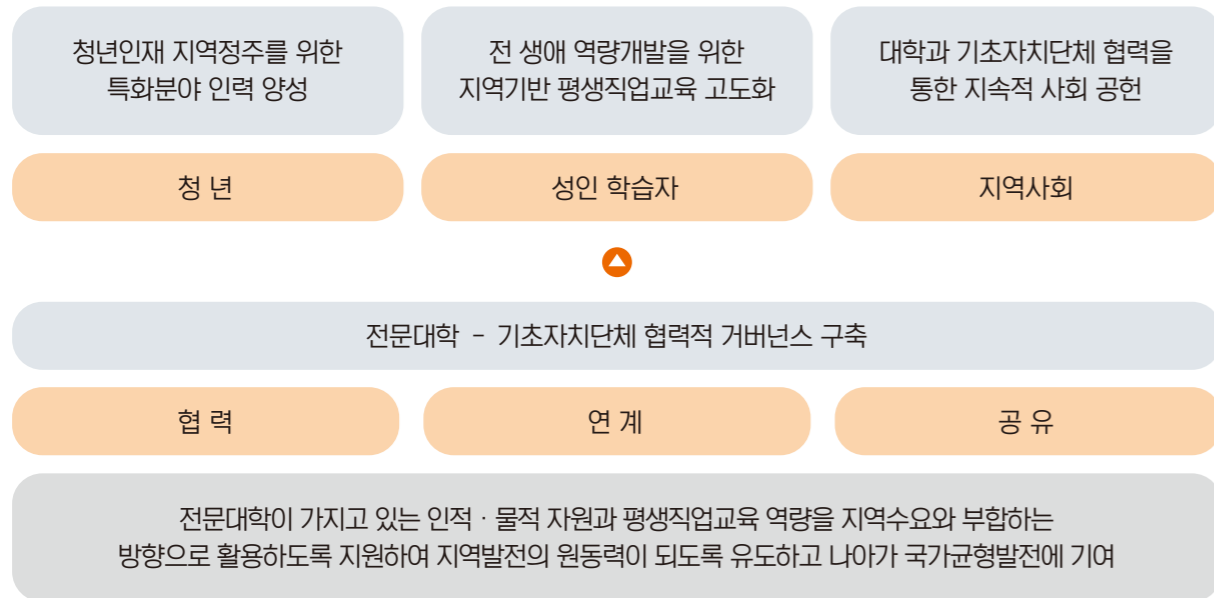 청년인재 지역정주를 위한
특화분야 인력 양성
전 생애 역량개발을 위한
지역기반 평생직업교육 고도화
대학과 기초자치단체 협력을
통한 지속적 사회 공헌
청 년
성인 학습자
지역사회
전문대학 - 기초자치단체 협력적 거버넌스 구축
협 력
연 계
공 유
전문대학이 가지고 있는 인적 · 물적 자원과 평생직업교육 역량을 지역수요와 부합하는
방향으로 활용하도록 지원하여 지역발전의 원동력이 되도록 유도하고 나아가 국가균형발전에 기여